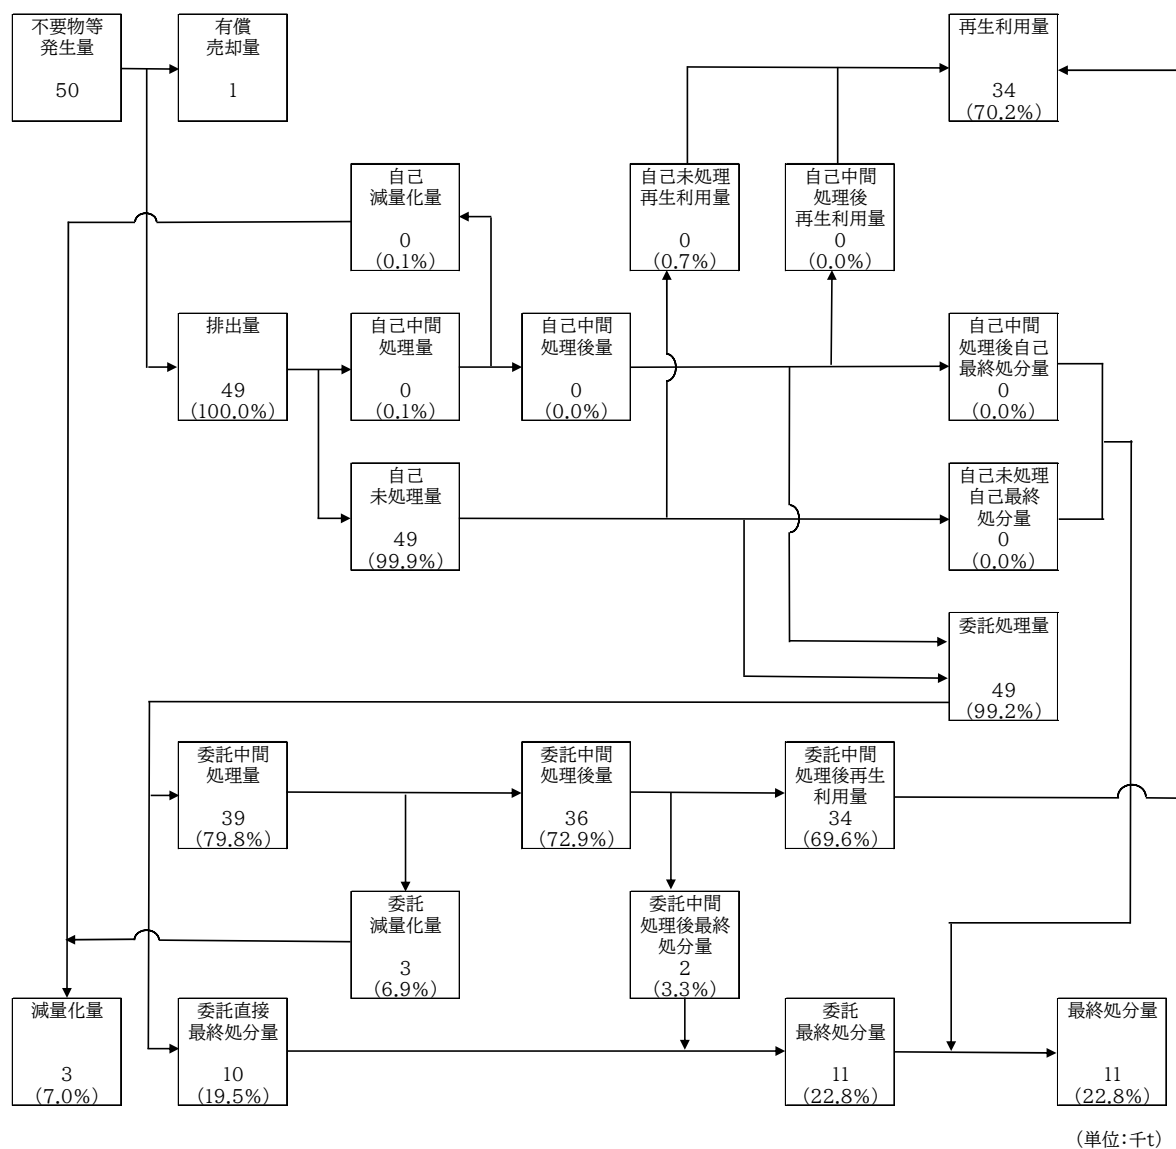 不要物等
発生量
50
有償
売却量
1
再生利用量
34
(70.2%)
自己
減量化量
0
(0.1%)
自己未処理
再生利用量
0
(0.7%)
自己中間
処理後
再生利用量
0
(0.0%)
排出量
49
(100.0%)
自己中間
処理量
0
(0.1%)
自己中間
処理後量
0
(0.0%)
自己中間
処理後自己
最終処分量
0
(0.0%)
自己
未処理量
49
(99.9%)
自己未処理
自己最終
処分量
0
(0.0%)
委託処理量
49
(99.2%)
委託中間
処理量
39
(79.8%)
委託中間
処理後量
36
(72.9%)
委託中間
処理後再生
利用量
34
(69.6%)
委託
減量化量
3
(6.9%)
委託中間
処理後最終
処分量
2
(3.3%)
減量化量
3
(7.0%)
委託直接
最終処分量
10
(19.5%)
委託
最終処分量
11
(22.8%)
最終処分量
11
(22.8%)
(単位:千t)